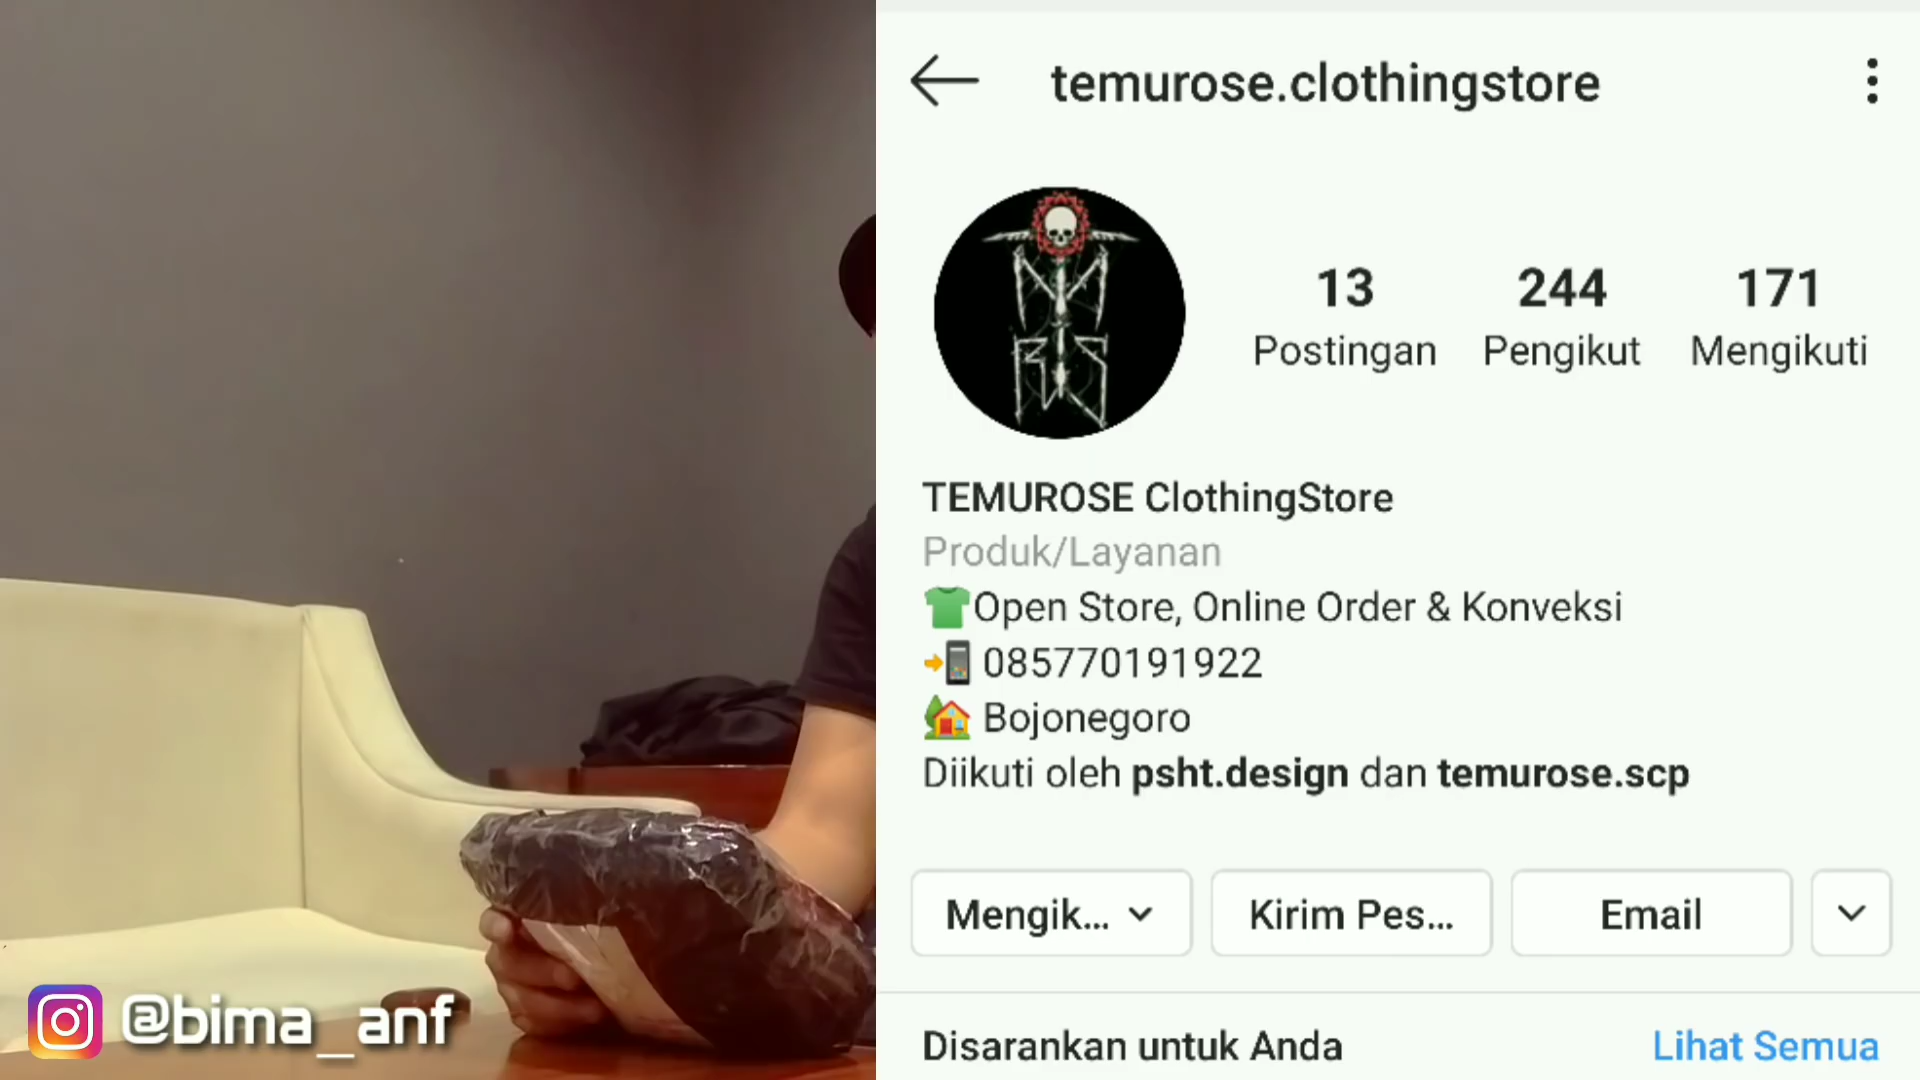 @bima_anf
temurose.clothingstore
13
Postingan
244
Pengikut
171
Mengikuti
TEMUROSE ClothingStore
Produk/Layanan
Open Store, Online Order & Konveksi
085770191922
Bojonegoro
Diikuti oleh psht.design dan temurose.scp
Mengik...
Kirim Pes...
Email
Disarankan untuk Anda
Lihat Semua